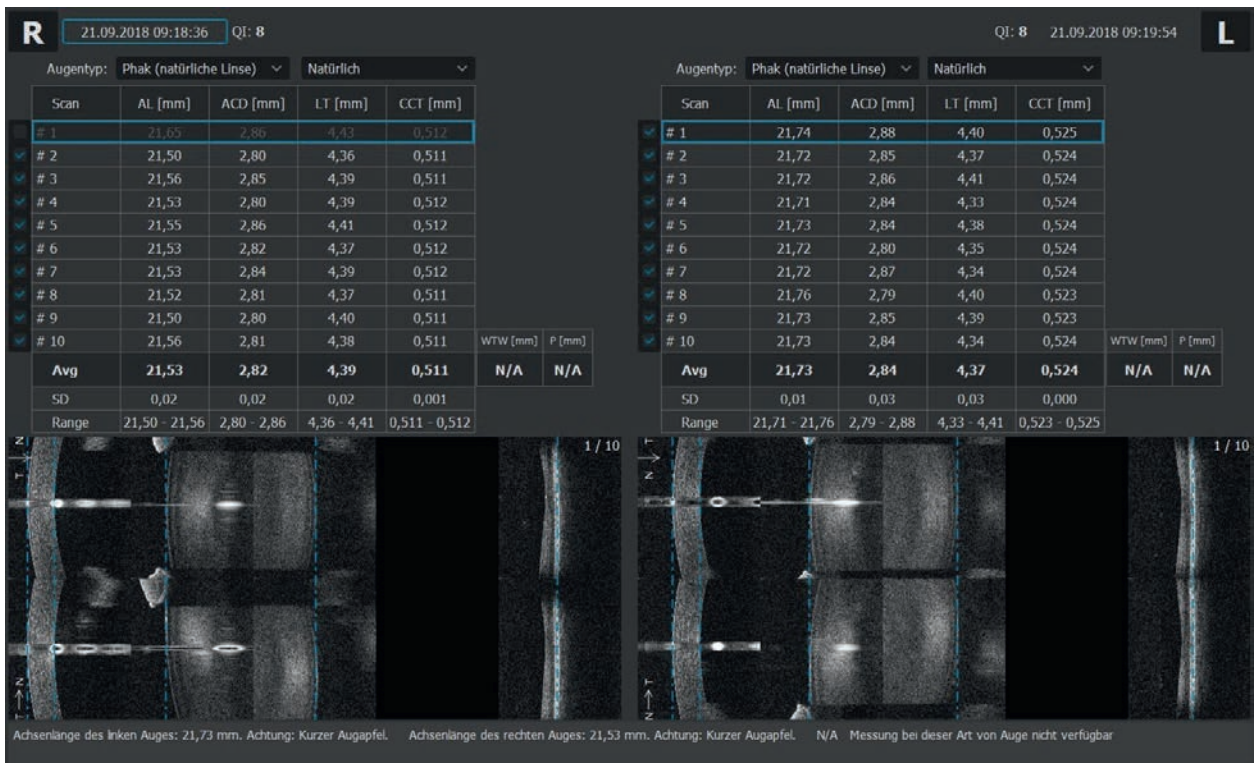 R 21.09.2018 09:18:36 QI: 8
Augentyp: Phak (natürliche Linse) Natürlich
Scan AL [mm] ACD [mm] LT [mm] CCT [mm]
# 1 21,65 2,86 4,43 0,512
# 2 21,50 2,80 4,36 0,511
# 3 21,56 2,85 4,39 0,511
# 4 21,53 2,80 4,39 0,512
# 5 21,55 2,86 4,41 0,512
# 6 21,53 2,82 4,37 0,512
# 7 21,53 2,84 4,39 0,512
# 8 21,52 2,81 4,37 0,511
# 9 21,50 2,80 4,40 0,511
# 10 21,56 2,81 4,38 0,511 WTW [mm] P [mm]
Avg 21,53 2,82 4,39 0,511 N/A N/A
SD 0,02 0,02 0,02 0,001
Range 21,50 - 21,56 2,80 - 2,86 4,36 - 4,41 0,511 - 0,512
N T
1 / 10
N T
QI: 8 21.09.2018 09:19:54 L
Augentyp: Phak (natürliche Linse) Natürlich
Scan AL [mm] ACD [mm] LT [mm] CCT [mm]
# 1 21,74 2,88 4,40 0,525
# 2 21,72 2,85 4,37 0,524
# 3 21,72 2,86 4,41 0,524
# 4 21,71 2,84 4,33 0,524
# 5 21,73 2,84 4,38 0,524
# 6 21,72 2,80 4,35 0,524
# 7 21,72 2,87 4,34 0,524
# 8 21,76 2,79 4,40 0,523
# 9 21,73 2,85 4,39 0,523
# 10 21,73 2,84 4,34 0,524 WTW [mm] P [mm]
Avg 21,73 2,84 4,37 0,524 N/A N/A
SD 0,01 0,03 0,03 0,000
Range 21,71 - 21,76 2,79 - 2,88 4,33 - 4,41 0,523 - 0,525
T N
1 / 10
N T
Achsenlänge des linken Auges: 21,73 mm. Achtung: Kurzer Augapfel. Achsenlänge des rechten Auges: 21,53 mm. Achtung: Kurzer Augapfel. N/A Messung bei dieser Art von Auge nicht verfügbar